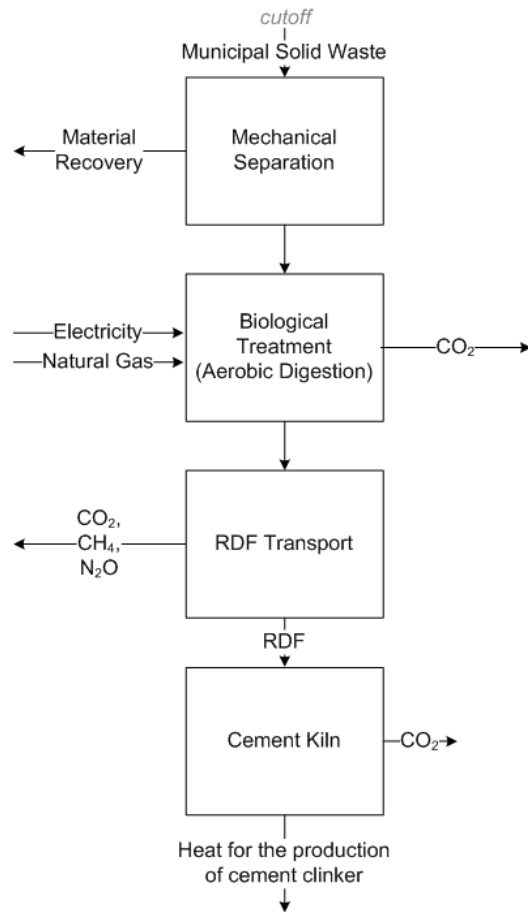 cutoff
Municipal Solid Waste
Mechanical
Separation
Material
Recovery
Electricity
Natural Gas
Biological
Treatment
(Aerobic Digestion)
CO₂
CO₂,
CH₄,
N₂O
RDF Transport
RDF
Cement Kiln
CO₂
Heat for the production
of cement clinker